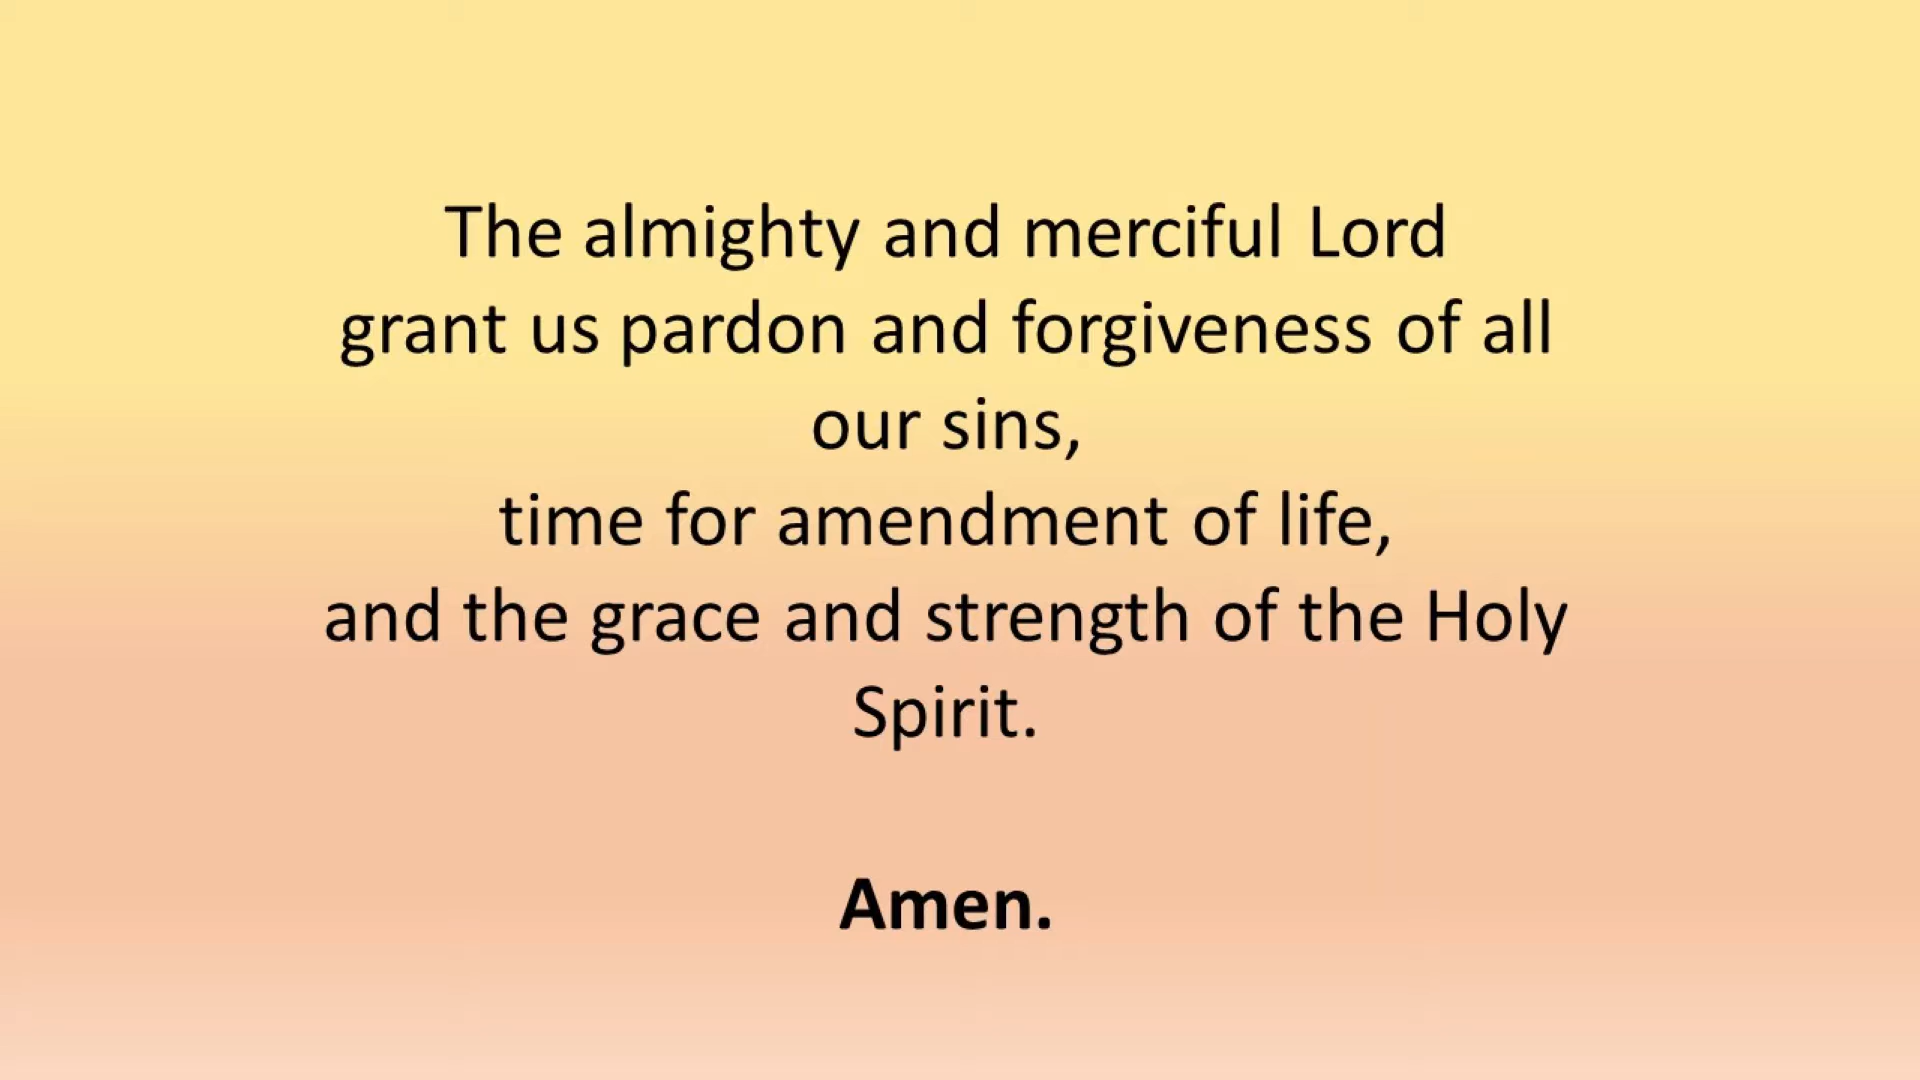 The almighty and merciful Lord
grant us pardon and forgiveness of all
our sins,
time for amendment of life,
and the grace and strength of the Holy
Spirit.
Amen.